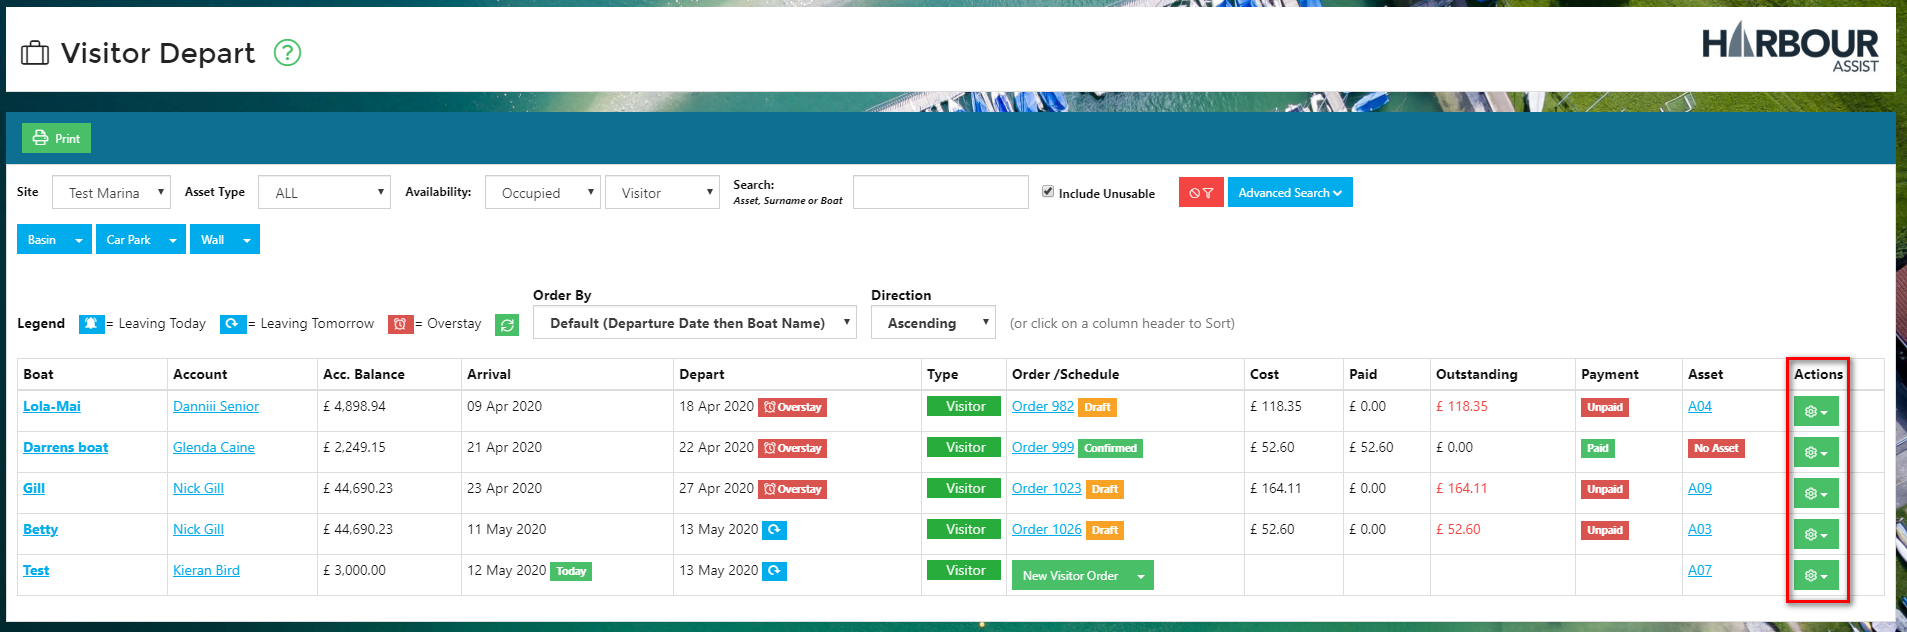 Visitor Depart ?
HARBOUR
ASSIST
Print
Site Test Marina Asset Type ALL Availability: Occupied Visitor Search: Asset, Surname or Boat Include Unusable Advanced Search
Basin Car Park Wall
Order By Direction
Legend = Leaving Today = Leaving Tomorrow = Overstay Default (Departure Date then Boat Name) Ascending (or click on a column header to Sort)
Boat Account Acc. Balance Arrival Depart Type Order /Schedule Cost Paid Outstanding Payment Asset Actions
Lola-Mai Danniii Senior £ 4,898.94 09 Apr 2020 18 Apr 2020 Overstay Visitor Order 982 Draft £ 118.35 £ 0.00 £ 118.35 Unpaid A04
Darrens boat Glenda Caine £ 2,249.15 21 Apr 2020 22 Apr 2020 Overstay Visitor Order 999 Confirmed £ 52.60 £ 52.60 £ 0.00 Paid No Asset
Gill Nick Gill £ 44,690.23 23 Apr 2020 27 Apr 2020 Overstay Visitor Order 1023 Draft £ 164.11 £ 0.00 £ 164.11 Unpaid A09
Betty Nick Gill £ 44,690.23 11 May 2020 13 May 2020 Visitor Order 1026 Draft £ 52.60 £ 0.00 £ 52.60 Unpaid A03
Test Kieran Bird £ 3,000.00 12 May 2020 Today 13 May 2020 Visitor New Visitor Order A07